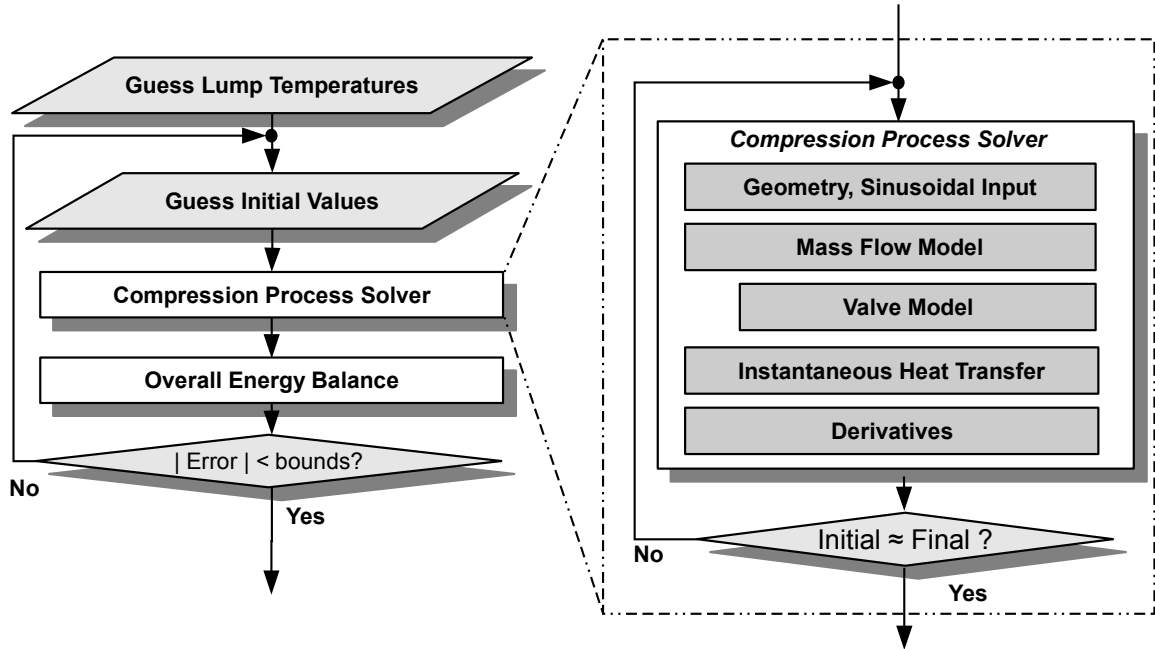 Guess Lump Temperatures
Guess Initial Values
Compression Process Solver
Overall Energy Balance
| Error | < bounds?
No
Yes
Compression Process Solver
Geometry, Sinusoidal Input
Mass Flow Model
Valve Model
Instantaneous Heat Transfer
Derivatives
Initial ≈ Final ?
No
Yes